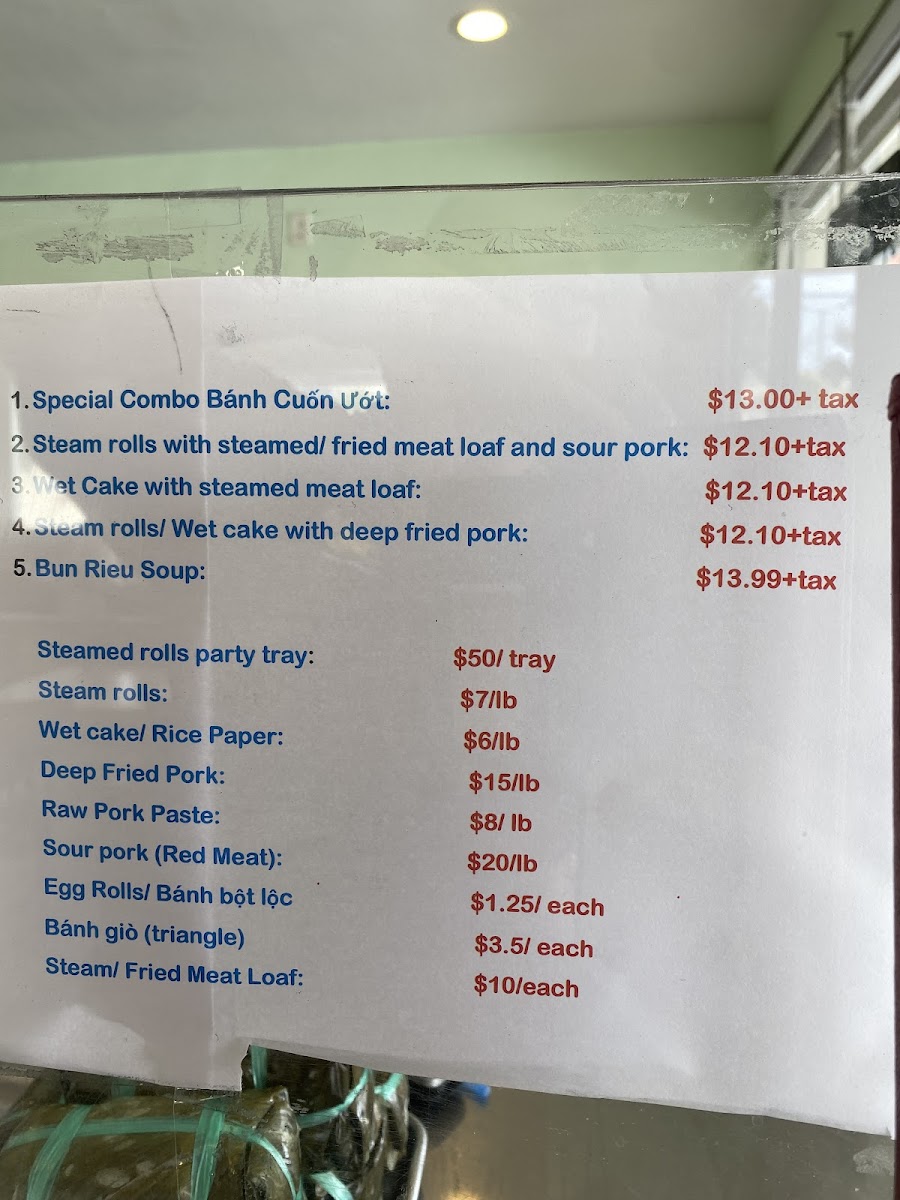 1. Special Combo Bánh Cuốn Ướt: $13.00+ tax
2. Steam rolls with steamed/ fried meat loaf and sour pork: $12.10+tax
3. Wet Cake with steamed meat loaf: $12.10+tax
4. Steam rolls/ Wet cake with deep fried pork: $12.10+tax
5. Bun Rieu Soup: $13.99+tax
Steamed rolls party tray: $50/ tray
Steam rolls: $7/lb
Wet cake/ Rice Paper: $6/lb
Deep Fried Pork: $15/lb
Raw Pork Paste: $8/ lb
Sour pork (Red Meat): $20/lb
Egg Rolls/ Bánh bột lọc $1.25/ each
Bánh giò (triangle) $3.5/ each
Steam/ Fried Meat Loaf: $10/each